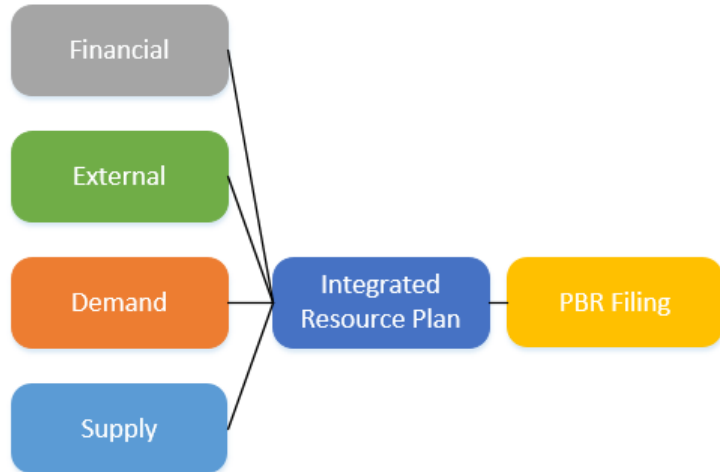 Financial
External
Demand
Supply
Integrated
Resource Plan
PBR Filing